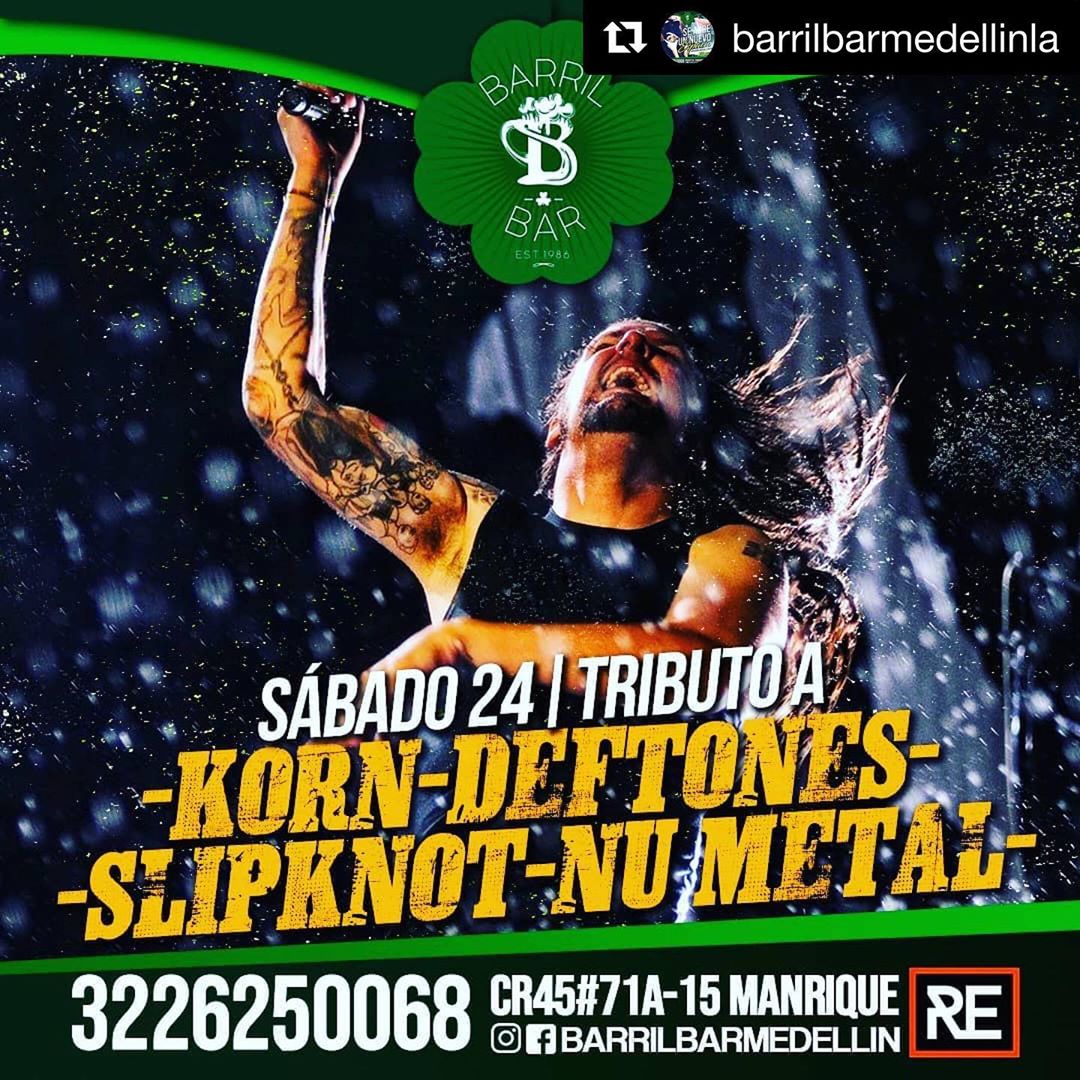 barrilbarmedellinla
BARRIL
B
BAR
EST 1986
SÁBADO 24 | TRIBUTO A
-KORN-DEFTONES-
-SLIPKNOT-NU METAL-
3226250068
CR45#71A-15 MANRIQUE
BARRILBARMEDELLIN
RE